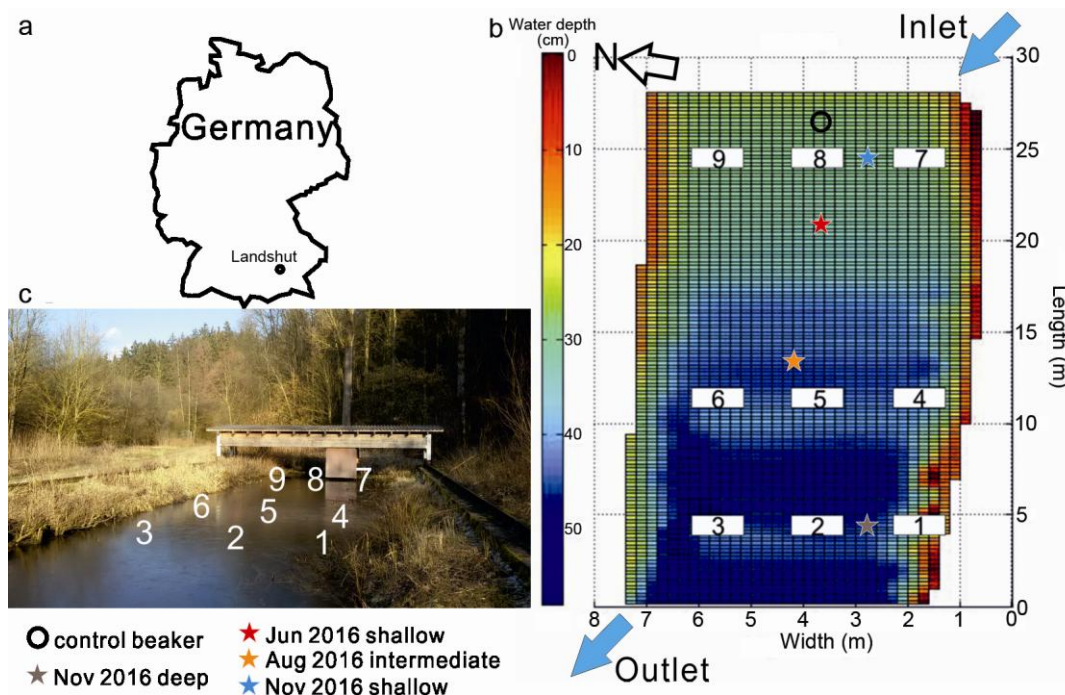 a
Germany
Landshut
b
Water depth
(cm)
0
10
20
30
40
50
N
Inlet
30
25
20
15
10
5
0
Length (m)
9
8
7
6
5
4
3
2
1
8
7
6
5
4
3
2
1
0
Width (m)
Outlet
c
9
8
7
6
5
4
3
2
1
control beaker
Nov 2016 deep
Jun 2016 shallow
Aug 2016 intermediate
Nov 2016 shallow